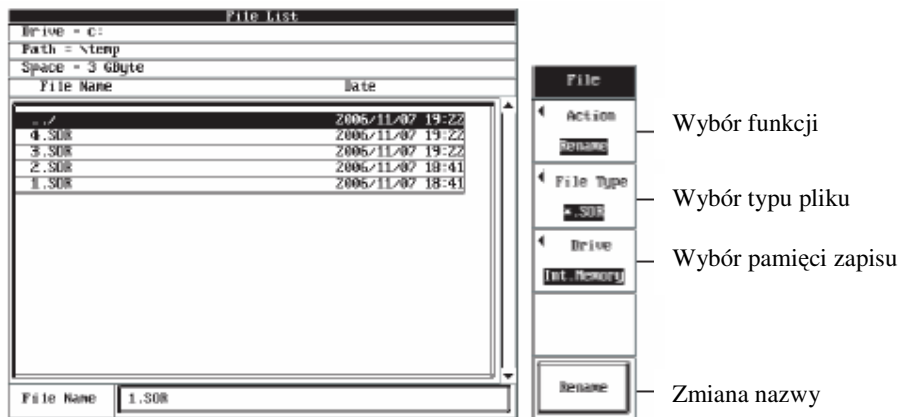 File List
Drive = c:
Path = \temp
Space = 3 GByte
File Name Date
../ 2006/11/07 19:22
4.SOR 2006/11/07 19:22
3.SOR 2006/11/07 19:22
2.SOR 2006/11/07 18:41
1.SOR 2006/11/07 18:41
File Name 1.SOR
File
Action
Rename
Wybór funkcji
File Type
*.SOR
Wybór typu pliku
Drive
Int.Memory
Wybór pamięci zapisu
Rename
Zmiana nazwy